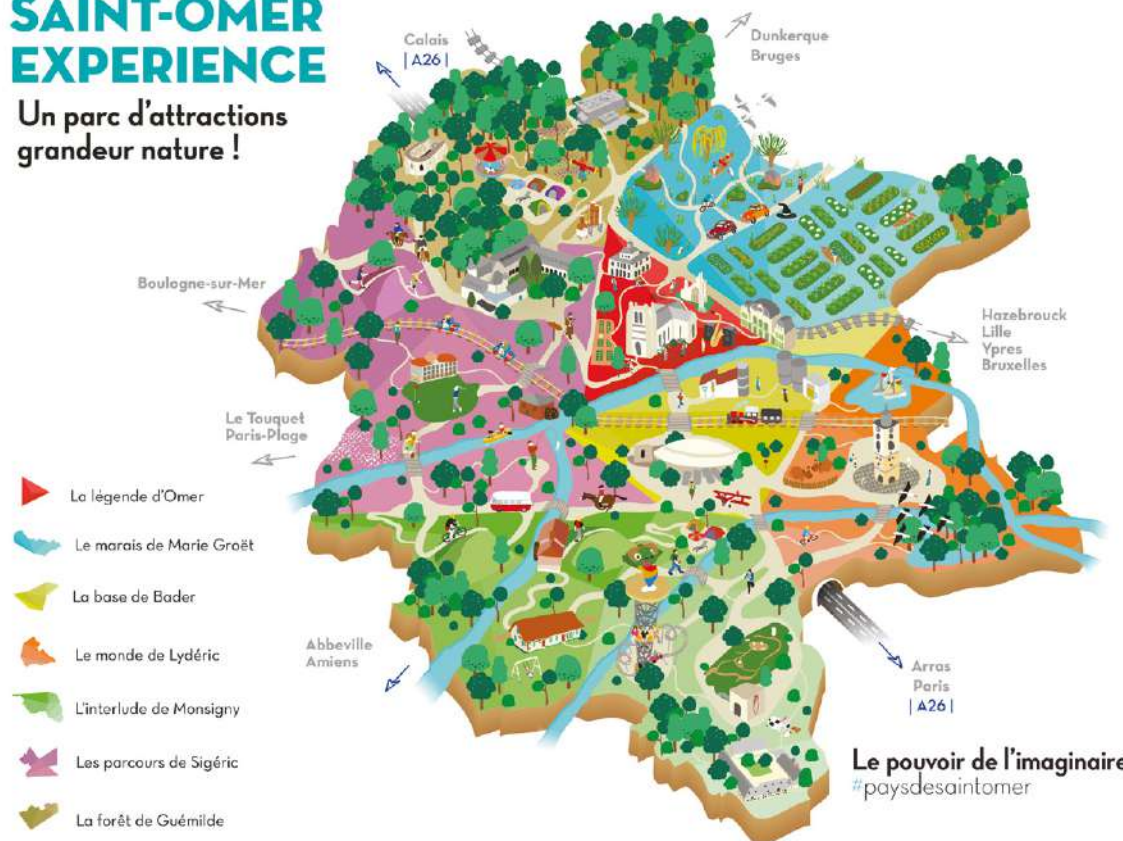 SAINT-OMER
EXPERIENCE
Un parc d'attractions
grandeur nature !
Calais
| A26 |
Dunkerque
Bruges
Boulogne-sur-Mer
Hazebrouck
Lille
Ypres
Bruxelles
Le Touquet
Paris-Plage
La légende d'Omer
Le marais de Marie Groët
La base de Bader
Le monde de Lydéric
L'interlude de Monsigny
Les parcours de Sigéric
La forêt de Guémilde
Abbeville
Amiens
Arras
Paris
| A26 |
Le pouvoir de l'imaginaire
#paysdesaintomer